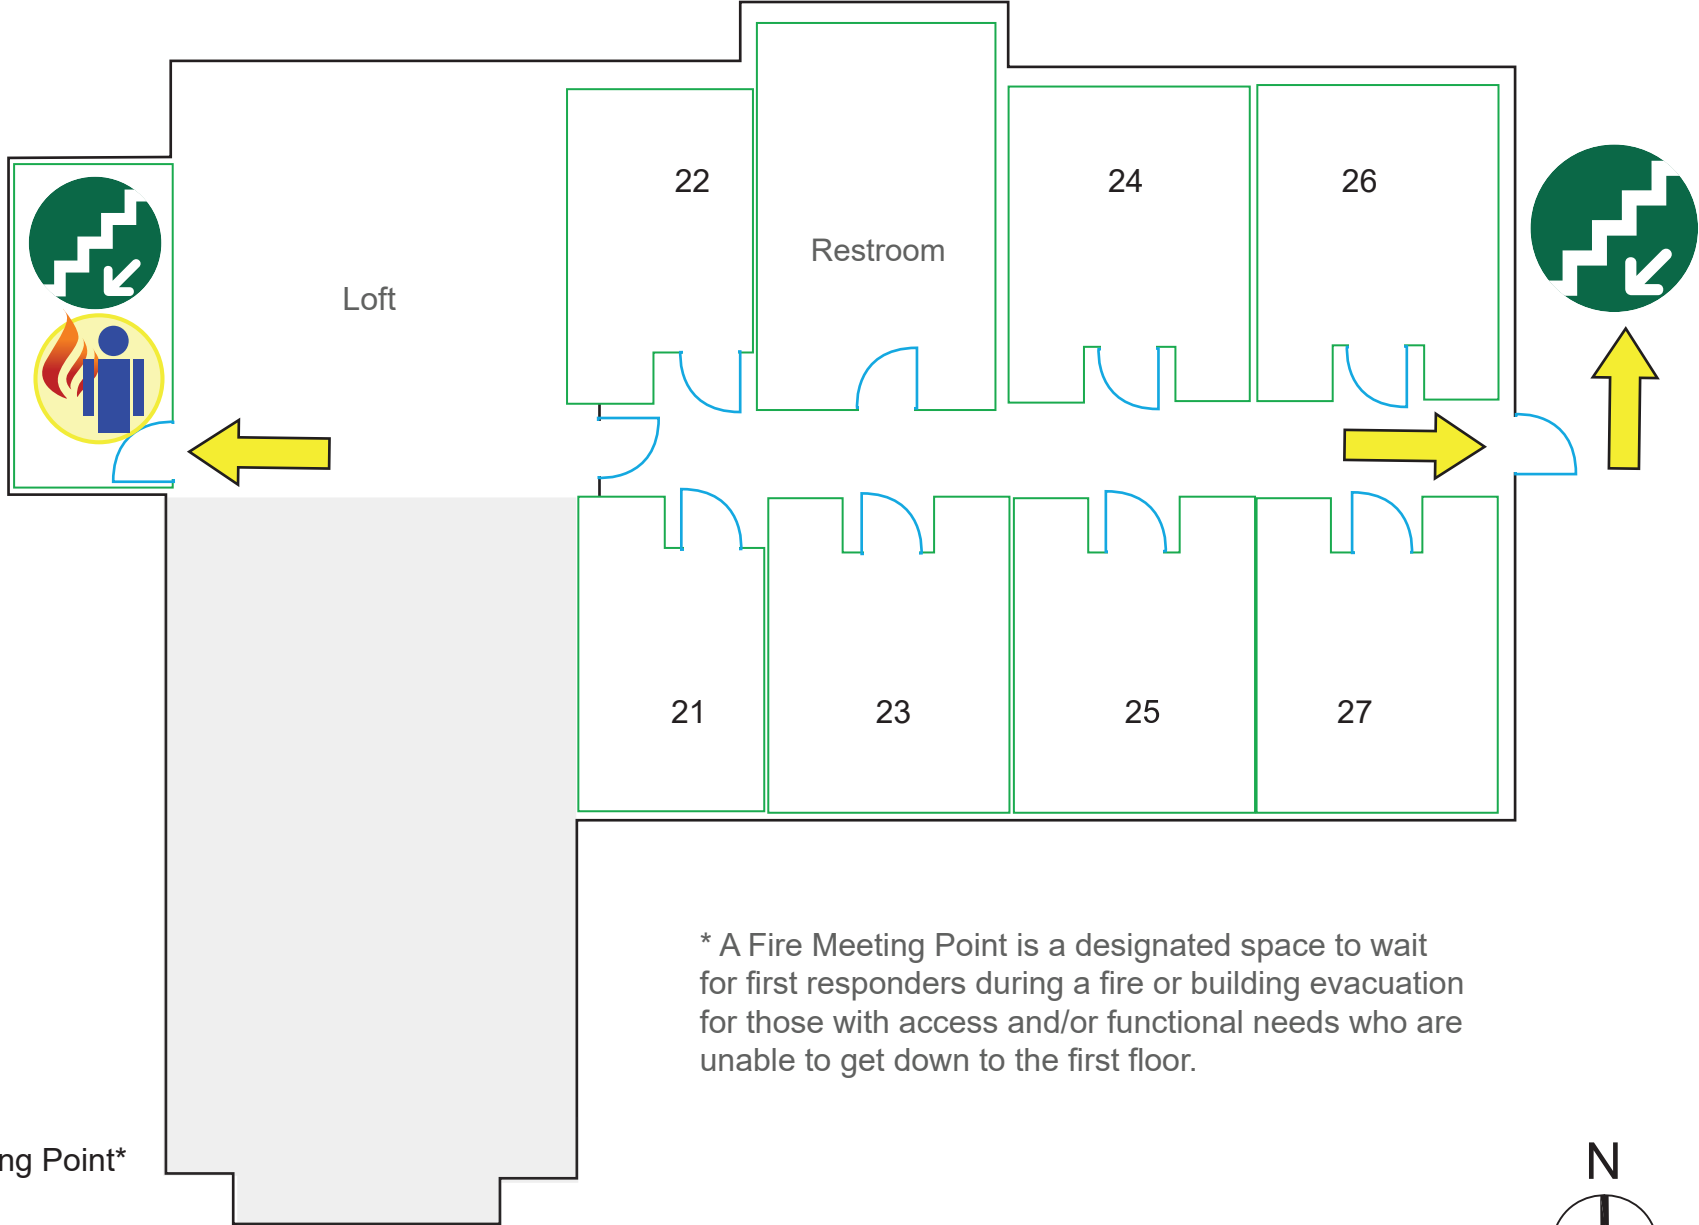 22
24
26
Restroom
Loft
21
23
25
27
* A Fire Meeting Point is a designated space to wait
for first responders during a fire or building evacuation
for those with access and/or functional needs who are
unable to get down to the first floor.
Point*
N